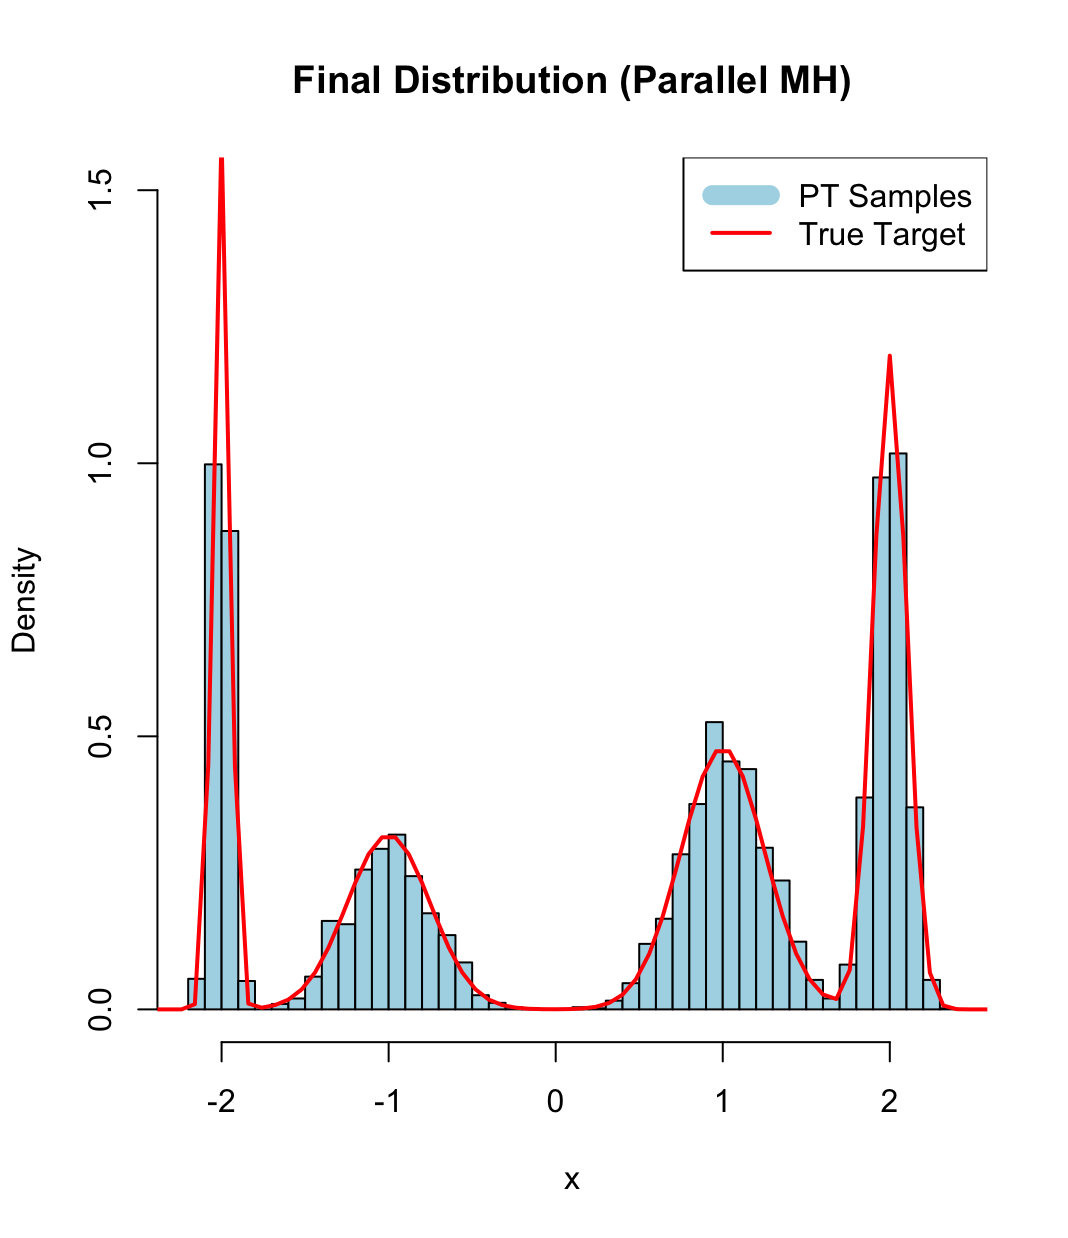 Final Distribution (Parallel MH)
PT Samples
True Target
Density
1.5
1.0
0.5
0.0
-2 -1 0 1 2
x